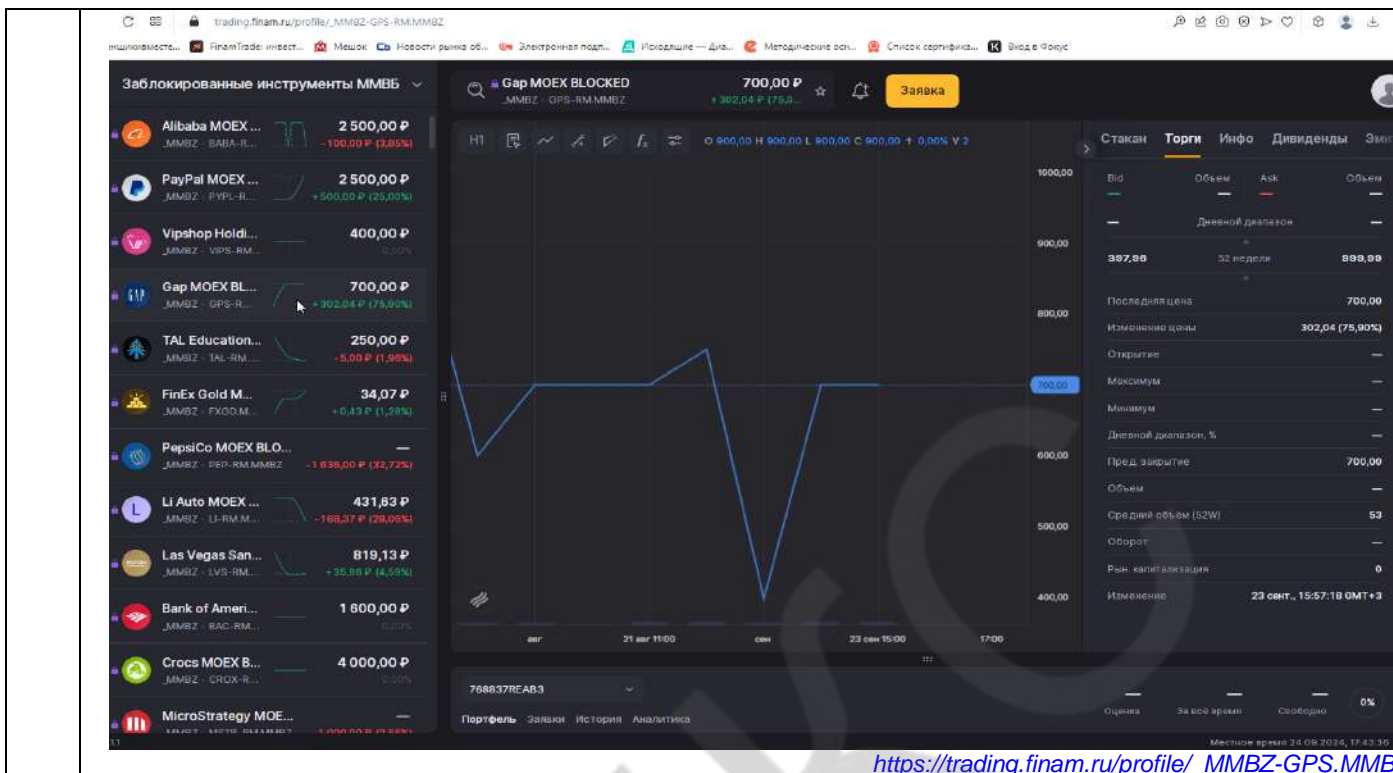 trading.finam.ru/profile/_MMBZ-GPS-RM.MMBZ
FinamTrade: инвест... Мешок Новости рынка об... Электронная подп... Исходящие — Диа... Методические осн... Список сертифика... Вход в Фокус
Заблокированные инструменты ММВБ
Gap MOEX BLOCKED
_MMBZ · GPS-RM.MMBZ
700,00 ₽
+ 302,04 ₽ (75,9...
Заявка
Alibaba MOEX ... 2 500,00 ₽
_MMBZ · BABA-R... -100,00 ₽ (3,85%)
PayPal MOEX ... 2 500,00 ₽
_MMBZ · PYPL-R... +500,00 ₽ (25,00%)
Vipshop Holdi... 400,00 ₽
_MMBZ · VIPS-RM... 0,00%
Gap MOEX BL... 700,00 ₽
_MMBZ · GPS-R... +302,04 ₽ (75,90%)
TAL Education... 250,00 ₽
_MMBZ · TAL-RM.... -5,00 ₽ (1,96%)
FinEx Gold M... 34,07 ₽
_MMBZ · FXGD.M... +0,43 ₽ (1,28%)
PepsiCo MOEX BLO... —
_MMBZ · PEP-RM.MMBZ -1 636,00 ₽ (32,72%)
Li Auto MOEX ... 431,63 ₽
_MMBZ · LI-RM.M... -168,37 ₽ (28,06%)
Las Vegas San... 819,13 ₽
_MMBZ · LVS-RM... +35,96 ₽ (4,59%)
Bank of Ameri... 1 600,00 ₽
_MMBZ · BAC-RM... 0,00%
Crocs MOEX B... 4 000,00 ₽
_MMBZ · CROX-R... 0,00%
MicroStrategy MOE... —
H1 O 900,00 H 900,00 L 900,00 C 900,00 + 0,00% V 2
1000,00
900,00
800,00
700,00
600,00
500,00
400,00
авг 21 авг 11:00 сен 23 сен 15:00 17:00
Стакан Торги Инфо Дивиденды Эми
Bid Объем Ask Объем
— — — —
— Дневной диапазон —
397,96 52 недели 999,99
Последняя цена 700,00
Изменение цены 302,04 (75,90%)
Открытие —
Максимум —
Минимум —
Дневной диапазон, % —
Пред. закрытие 700,00
Объем —
Средний объем (52W) 53
Оборот —
Рын. капитализация 0
Изменение 23 сент., 15:57:18 GMT+3
768837REAB3
Портфель Заявки История Аналитика
— — —
Оценка За всё время Свободно 0%
Местное время 24.09.2024, 17:43:36
https://trading.finam.ru/profile/_MMBZ-GPS.MMB